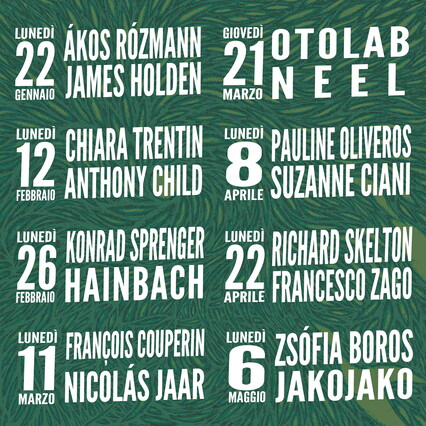 LUNEDÌ
22
GENNAIO
ÁKOS RÓZMANN
JAMES HOLDEN
LUNEDÌ
12
FEBBRAIO
CHIARA TRENTIN
ANTHONY CHILD
LUNEDÌ
26
FEBBRAIO
KONRAD SPRENGER
HAINBACH
LUNEDÌ
11
MARZO
FRANÇOIS COUPERIN
NICOLÁS JAAR
GIOVEDÌ
21
MARZO
OTOLAB
NEEL
LUNEDÌ
8
APRILE
PAULINE OLIVEROS
SUZANNE CIANI
LUNEDÌ
22
APRILE
RICHARD SKELTON
FRANCESCO ZAGO
LUNEDÌ
6
MAGGIO
ZSÓFIA BOROS
JAKOJAKO